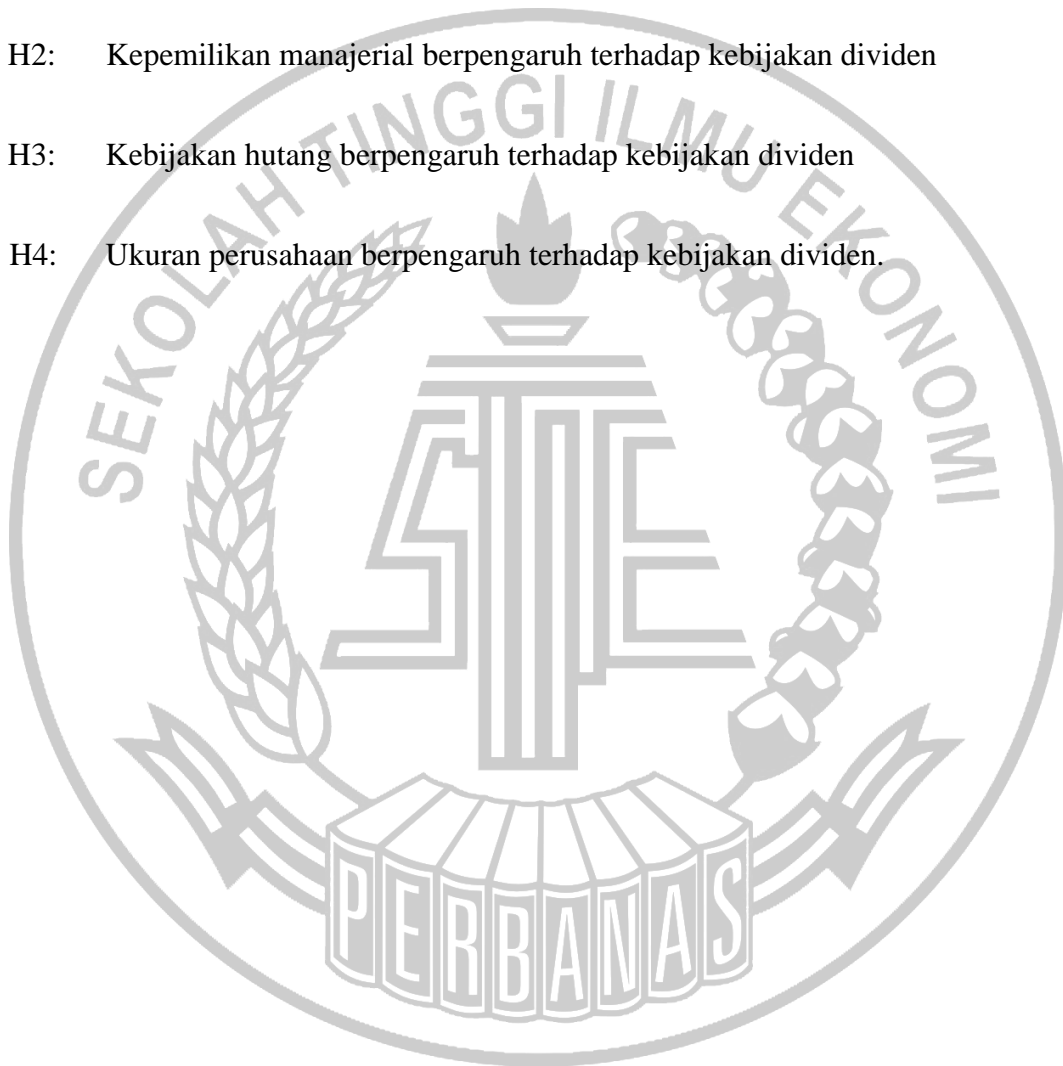 H2: Kepemilikan manajerial berpengaruh terhadap kebijakan dividen
H3: Kebijakan hutang berpengaruh terhadap kebijakan dividen
H4: Ukuran perusahaan berpengaruh terhadap kebijakan dividen.
SEKOLAH TINGGI ILMU EKONOMI
STIE
PERBANAS